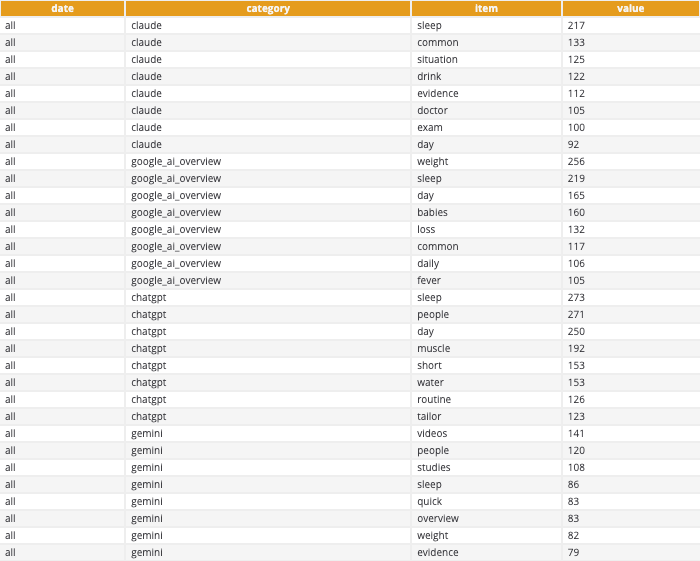 date category item value
all claude sleep 217
all claude common 133
all claude situation 125
all claude drink 122
all claude evidence 112
all claude doctor 105
all claude exam 100
all claude day 92
all google_ai_overview weight 256
all google_ai_overview sleep 219
all google_ai_overview day 165
all google_ai_overview babies 160
all google_ai_overview loss 132
all google_ai_overview common 117
all google_ai_overview daily 106
all google_ai_overview fever 105
all chatgpt sleep 273
all chatgpt people 271
all chatgpt day 250
all chatgpt muscle 192
all chatgpt short 153
all chatgpt water 153
all chatgpt routine 126
all chatgpt tailor 123
all gemini videos 141
all gemini people 120
all gemini studies 108
all gemini sleep 86
all gemini quick 83
all gemini overview 83
all gemini weight 82
all gemini evidence 79